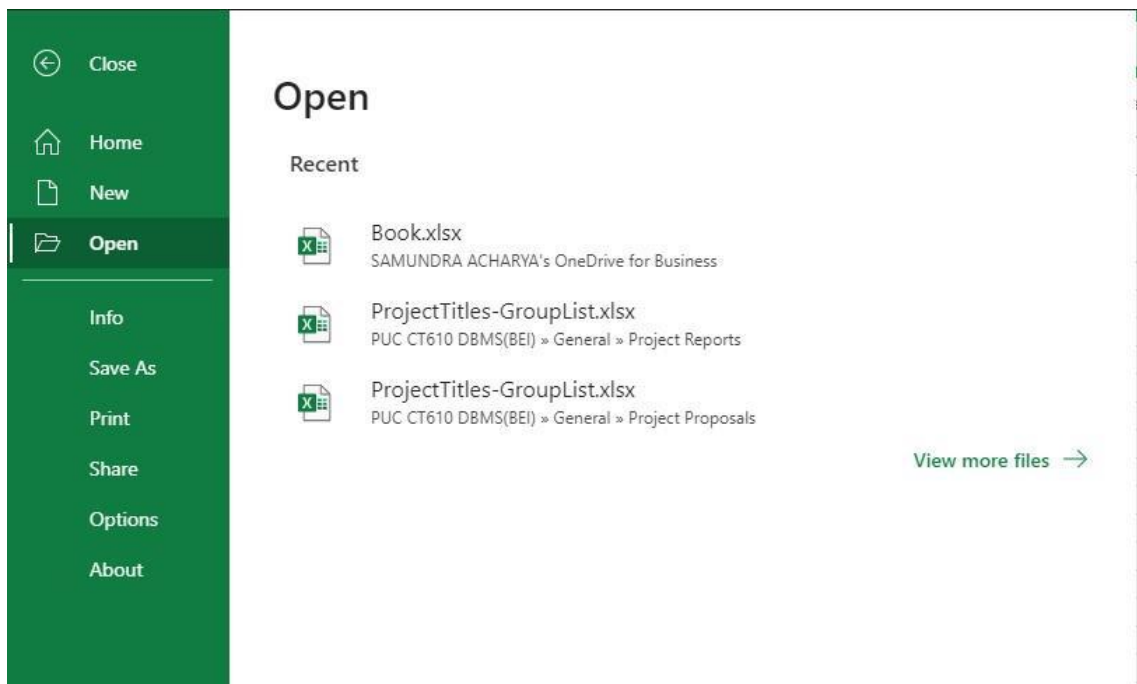 Close
Home
New
Open
Info
Save As
Print
Share
Options
About
Open
Recent
Book.xlsx
SAMUNDRA ACHARYA's OneDrive for Business
ProjectTitles-GroupList.xlsx
PUC CT610 DBMS(BEI) » General » Project Reports
ProjectTitles-GroupList.xlsx
PUC CT610 DBMS(BEI) » General » Project Proposals
View more files